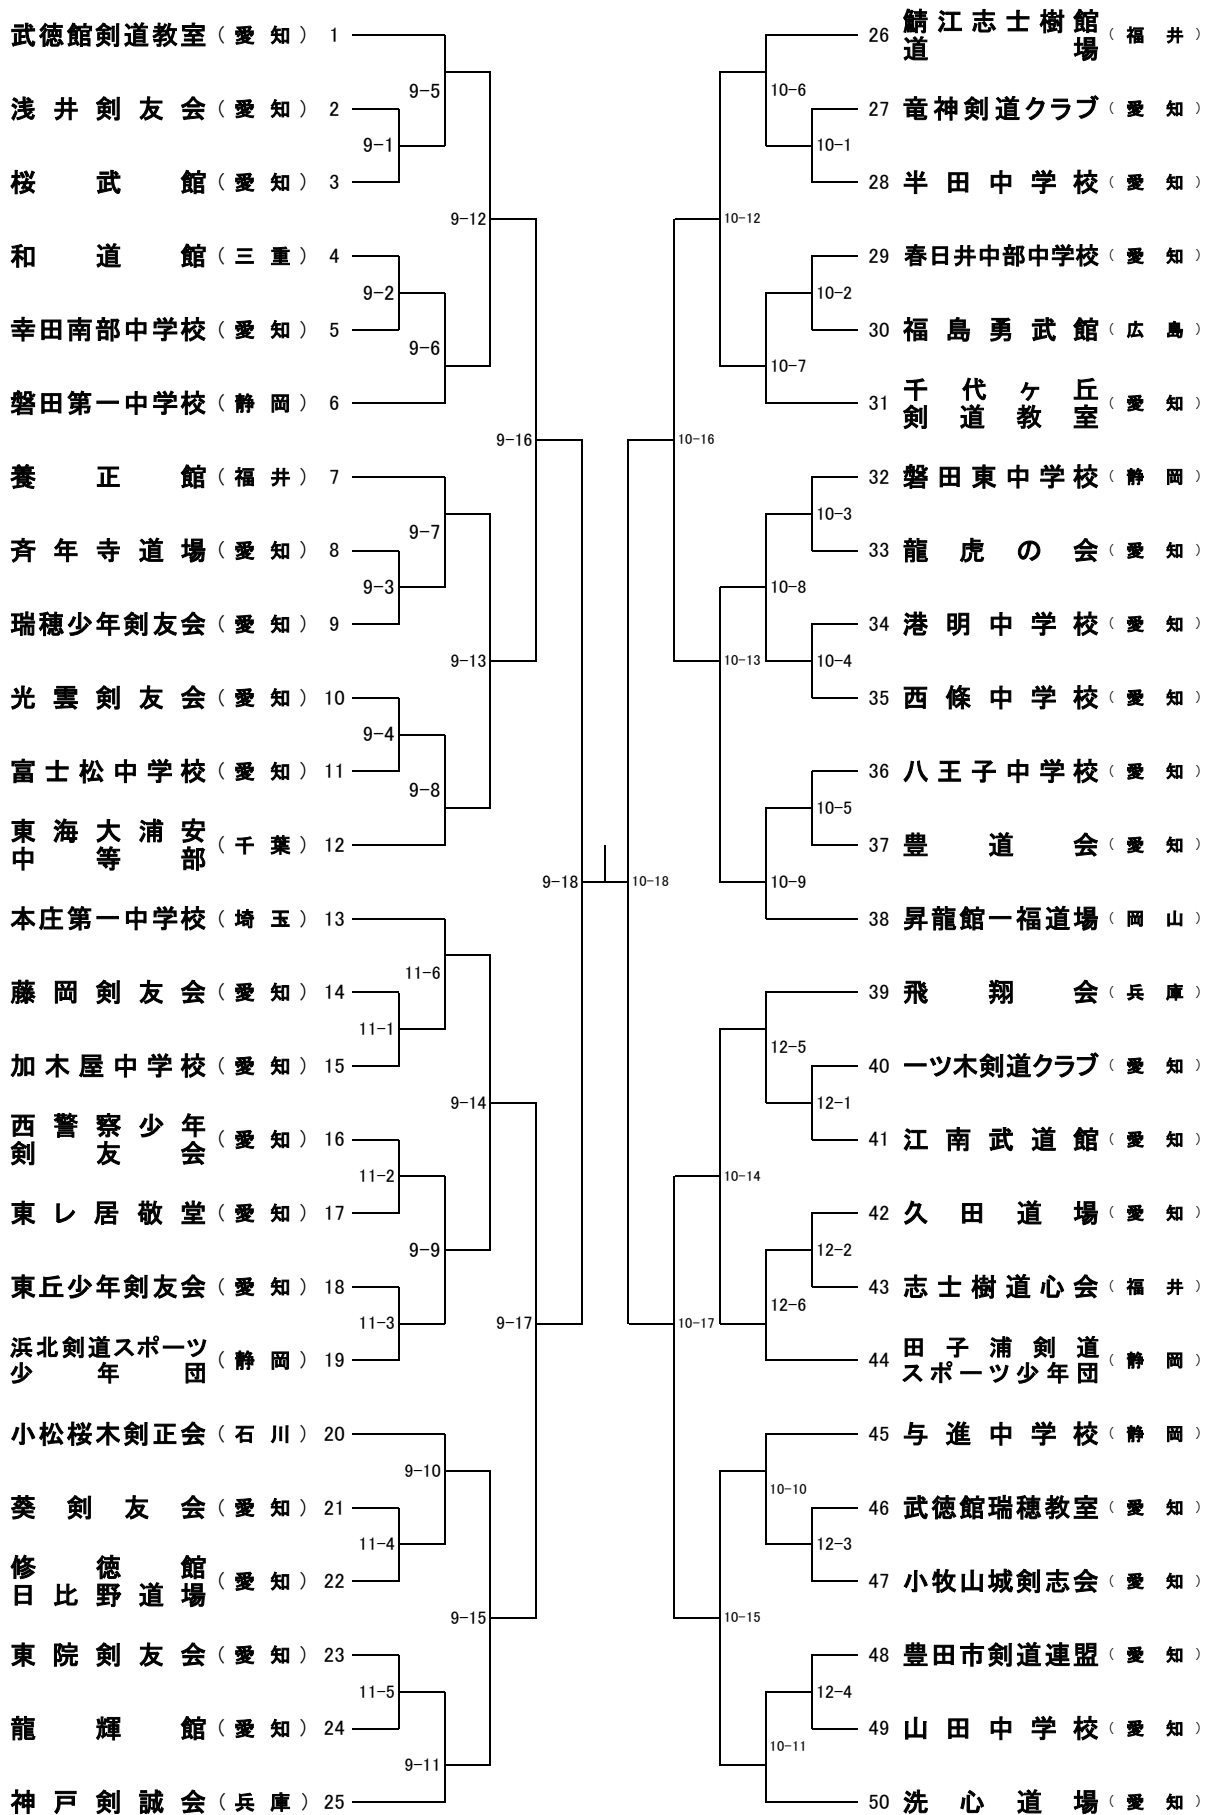 武徳館剣道教室（愛知）1
9-5
浅井剣友会（愛知）2
9-1
桜武館（愛知）3
9-12
和道館（三重）4
9-2
幸田南部中学校（愛知）5
9-6
磐田第一中学校（静岡）6
9-16
養正館（福井）7
9-7
斉年寺道場（愛知）8
9-3
瑞穂少年剣友会（愛知）9
9-13
光雲剣友会（愛知）10
9-4
富士松中学校（愛知）11
9-8
東海大浦安
中等部
（千葉）12
9-18
本庄第一中学校（埼玉）13
11-6
藤岡剣友会（愛知）14
11-1
加木屋中学校（愛知）15
9-14
西警察少年
剣友会
（愛知）16
11-2
東レ居敬堂（愛知）17
9-9
東丘少年剣友会（愛知）18
11-3
9-17
浜北剣道スポーツ
少年団
（静岡）19
小松桜木剣正会（石川）20
9-10
葵剣友会（愛知）21
11-4
修徳館
日比野道場
（愛知）22
9-15
東院剣友会（愛知）23
11-5
龍輝館（愛知）24
9-11
神戸剣誠会（兵庫）25
26 鯖江志士樹館
道場
（福井）
10-6
27 竜神剣道クラブ（愛知）
10-1
28 半田中学校（愛知）
10-12
29 春日井中部中学校（愛知）
10-2
30 福島勇武館（広島）
10-7
31 千代ヶ丘
剣道教室
（愛知）
10-16
32 磐田東中学校（静岡）
10-3
33 龍虎の会（愛知）
10-8
34 港明中学校（愛知）
10-13
10-4
35 西條中学校（愛知）
36 八王子中学校（愛知）
10-5
37 豊道会（愛知）
10-18
10-9
38 昇龍館一福道場（岡山）
39 飛翔会（兵庫）
12-5
40 一ツ木剣道クラブ（愛知）
12-1
41 江南武道館（愛知）
10-14
42 久田道場（愛知）
12-2
43 志士樹道心会（福井）
12-6
10-17
44 田子浦剣道
スポーツ少年団
（静岡）
45 与進中学校（静岡）
10-10
46 武徳館瑞穂教室（愛知）
12-3
47 小牧山城剣志会（愛知）
10-15
48 豊田市剣道連盟（愛知）
12-4
49 山田中学校（愛知）
10-11
50 洗心道場（愛知）